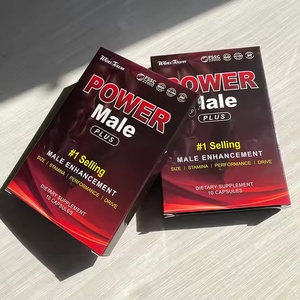 POWER
Male
PLUS
#1 Selling
MALE ENHANCEMENT
SIZE | STAMINA | PERFORMANCE | DRIVE
DIETARY SUPPLEMENT
10 CAPSULES
POWER
Male
PLUS
#1 Selling
MALE ENHANCEMENT
SIZE | STAMINA | PERFORMANCE | DRIVE
DIETARY SUPPLEMENT
10 CAPSULES